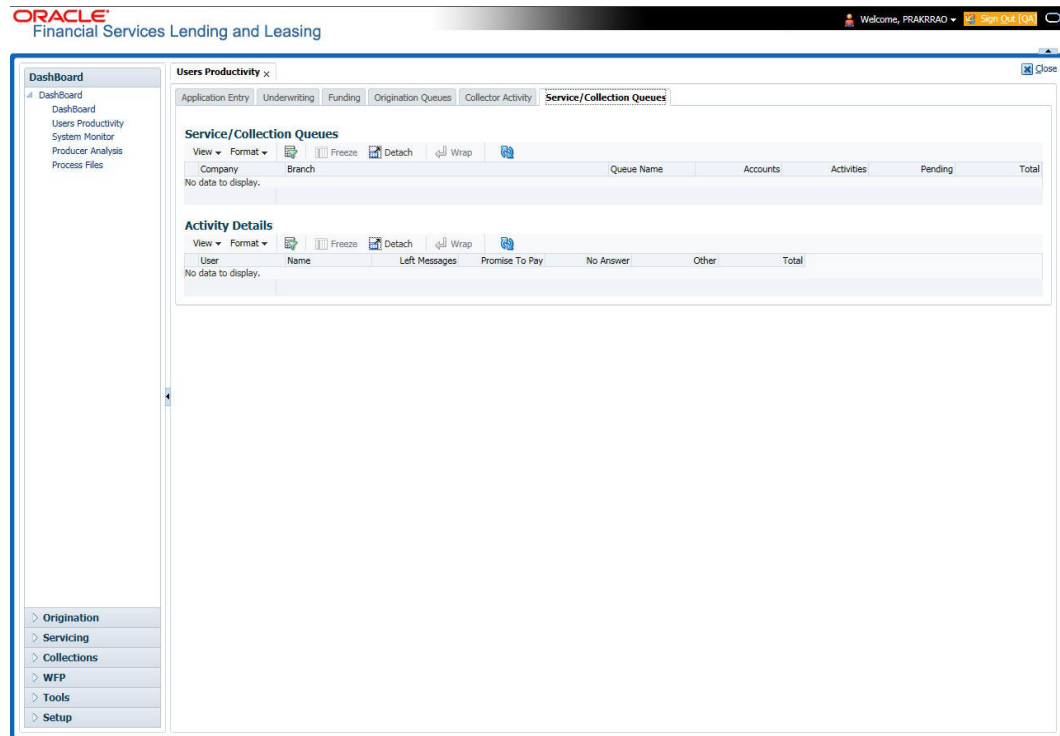 ORACLE
Financial Services Lending and Leasing
Welcome, PRAKRRAO
Sign Out [QA]
DashBoard
DashBoard
DashBoard
Users Productivity
System Monitor
Producer Analysis
Process Files
Origination
Servicing
Collections
WFP
Tools
Setup
Users Productivity
Close
Application Entry Underwriting Funding Origination Queues Collector Activity Service/Collection Queues
Service/Collection Queues
View Format Freeze Detach Wrap
Company Branch Queue Name Accounts Activities Pending Total
No data to display.
Activity Details
View Format Freeze Detach Wrap
User Name Left Messages Promise To Pay No Answer Other Total
No data to display.